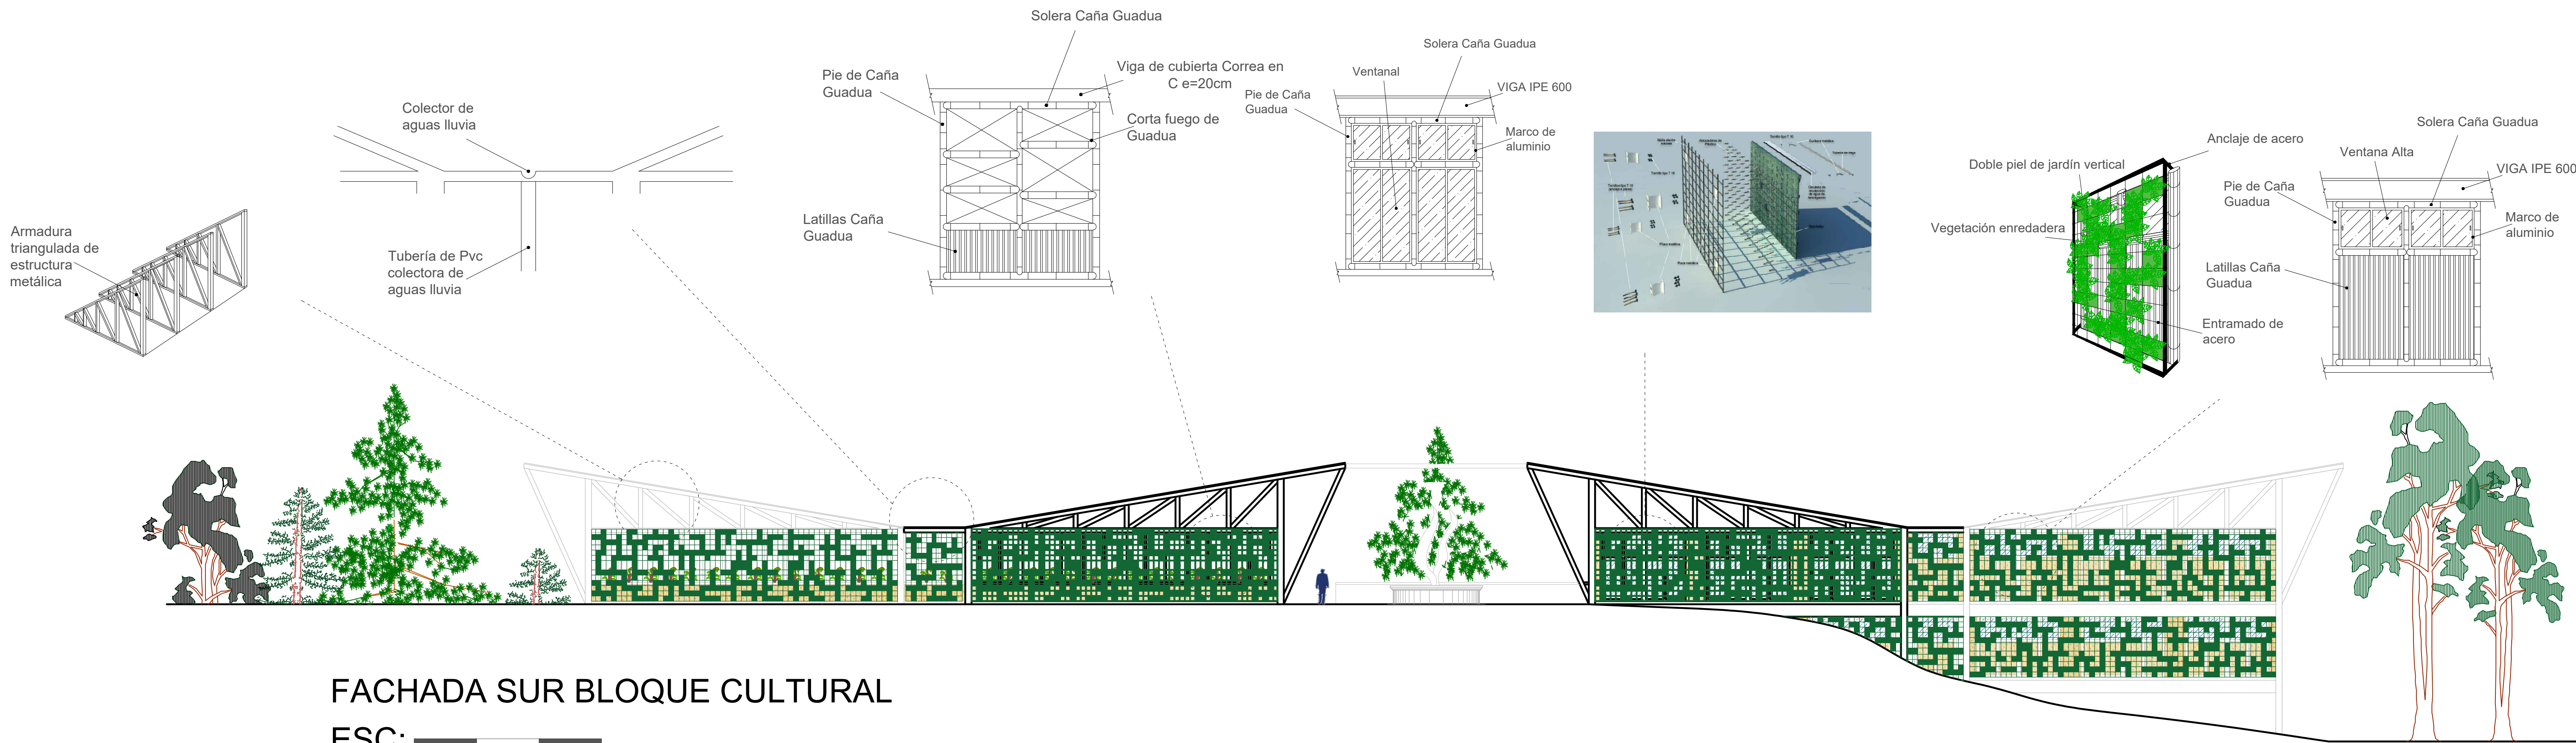 Solera Caña Guadua
Pie de Caña
Guadua
Viga de cubierta Correa en
C e=20cm
Corta fuego de
Guadua
Latillas Caña
Guadua
Colector de
aguas lluvia
Tubería de Pvc
colectora de
aguas lluvia
Armadura
triangulada de
estructura
metálica
Solera Caña Guadua
Ventanal
VIGA IPE 600
Pie de Caña
Guadua
Marco de
aluminio
Anclaje de acero
Doble piel de jardín vertical
Vegetación enredadera
Entramado de
acero
Solera Caña Guadua
Ventana Alta
VIGA IPE 600
Pie de Caña
Guadua
Marco de
aluminio
Latillas Caña
Guadua
FACHADA SUR BLOQUE CULTURAL
ESC: